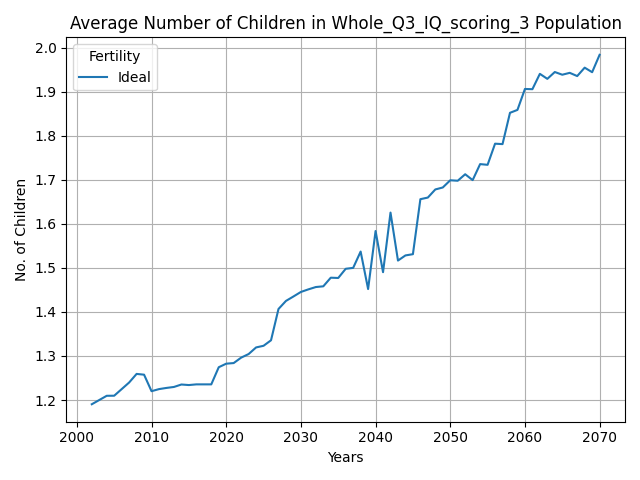 Average Number of Children in Whole_Q3_IQ_scoring_3 Population
Fertility
Ideal
No. of Children
2.0
1.9
1.8
1.7
1.6
1.5
1.4
1.3
1.2
2000 2010 2020 2030 2040 2050 2060 2070
Years